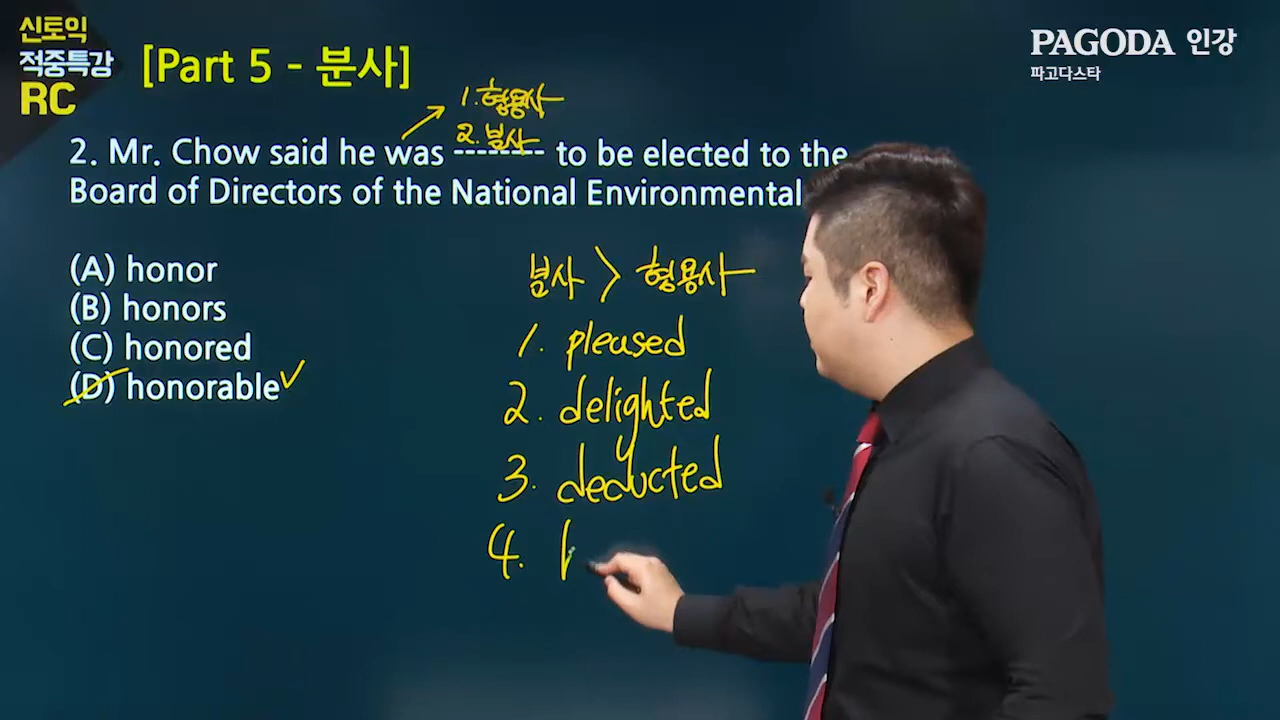 신토익
적중특강
RC
[Part 5 - 분사]
PAGODA 인강
파고다스타
1. 형용사
2. 분사
2. Mr. Chow said he was -------- to be elected to the
Board of Directors of the National Environmental
(A) honor
(B) honors
(C) honored
(D) honorable
분사 > 형용사
1. pleased
2. delighted
3. deducted
4.